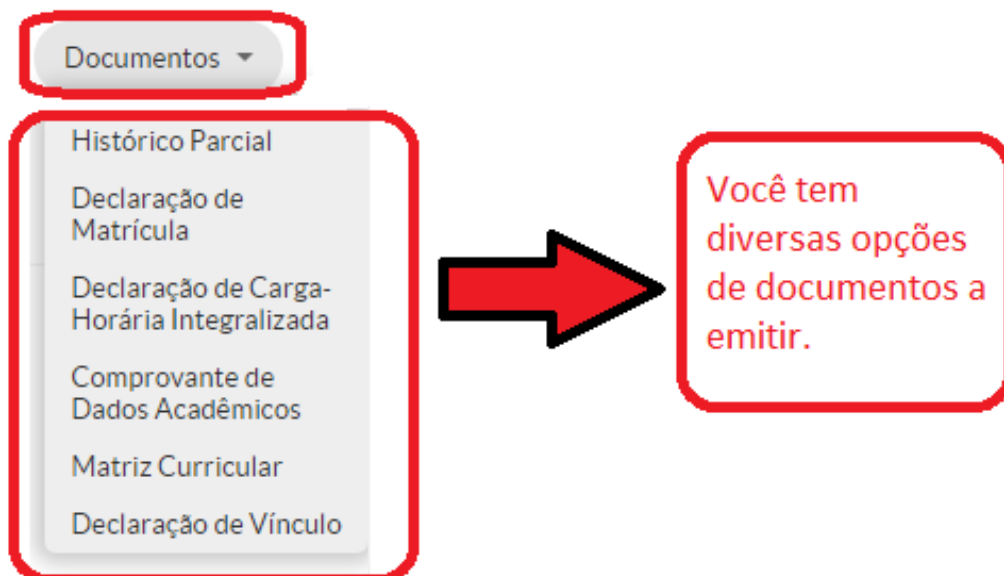 Documentos
Histórico Parcial
Declaração de
Matrícula
Declaração de Carga-
Horária Integralizada
Comprovante de
Dados Acadêmicos
Matriz Curricular
Declaração de Vínculo
Você tem
diversas opções
de documentos a
emitir.